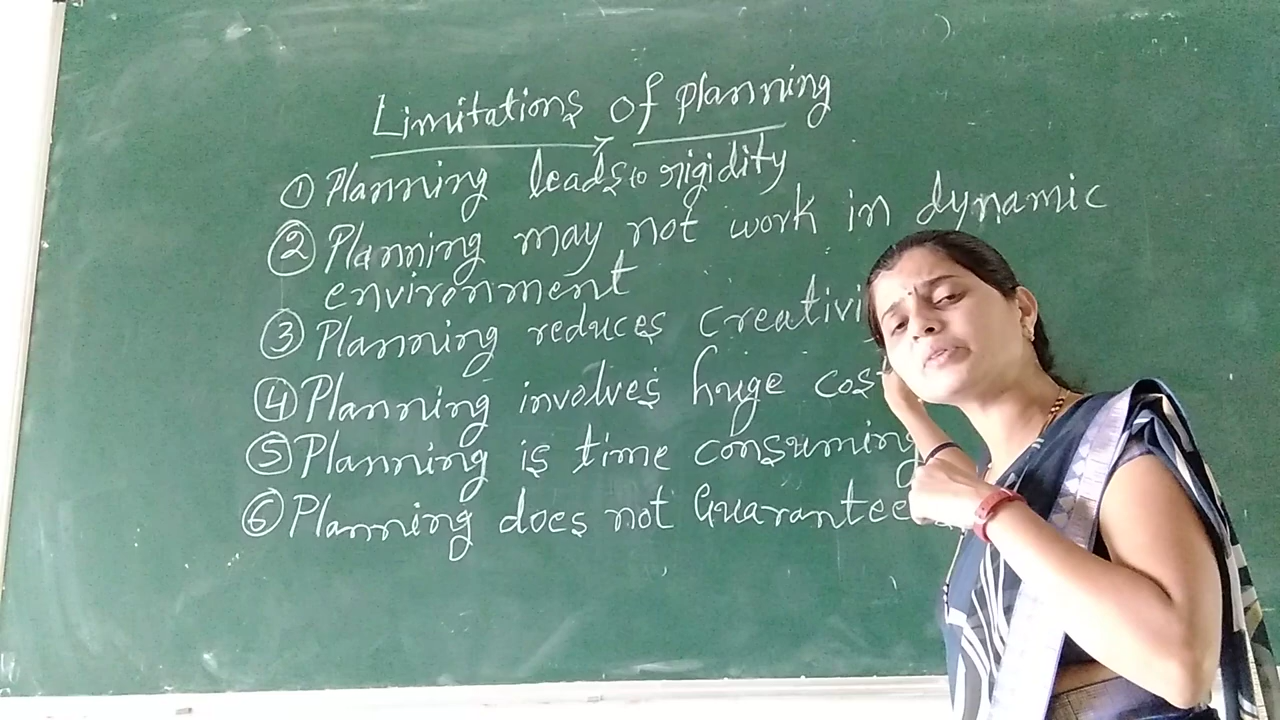 Limitations of planning
① Planning leads to rigidity
② Planning may not work in dynamic
environment
③ Planning reduces creativi
④ Planning involves huge cos
⑤ Planning is time consuming
⑥ Planning does not Guarantee